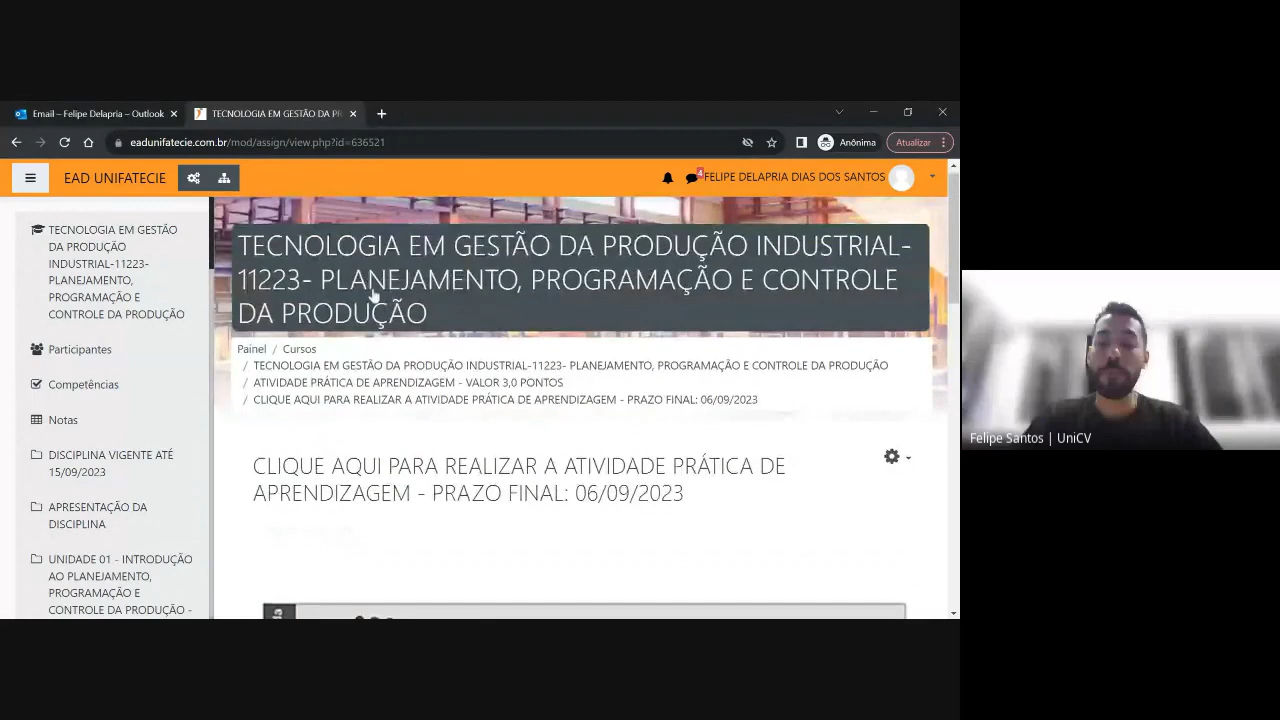 Email – Felipe Delapria – Outlook
TECNOLOGIA EM GESTÃO DA PR
eadunifatecie.com.br/mod/assign/view.php?id=636521
Anônima
Atualizar
EAD UNIFATECIE
4
FELIPE DELAPRIA DIAS DOS SANTOS
TECNOLOGIA EM GESTÃO
DA PRODUÇÃO
INDUSTRIAL-11223-
PLANEJAMENTO,
PROGRAMAÇÃO E
CONTROLE DA PRODUÇÃO
Participantes
Competências
Notas
DISCIPLINA VIGENTE ATÉ
15/09/2023
APRESENTAÇÃO DA
DISCIPLINA
UNIDADE 01 - INTRODUÇÃO
AO PLANEJAMENTO,
PROGRAMAÇÃO E
CONTROLE DA PRODUÇÃO -
TECNOLOGIA EM GESTÃO DA PRODUÇÃO INDUSTRIAL-
11223- PLANEJAMENTO, PROGRAMAÇÃO E CONTROLE
DA PRODUÇÃO
Painel / Cursos
/ TECNOLOGIA EM GESTÃO DA PRODUÇÃO INDUSTRIAL-11223- PLANEJAMENTO, PROGRAMAÇÃO E CONTROLE DA PRODUÇÃO
/ ATIVIDADE PRÁTICA DE APRENDIZAGEM - VALOR 3,0 PONTOS
/ CLIQUE AQUI PARA REALIZAR A ATIVIDADE PRÁTICA DE APRENDIZAGEM - PRAZO FINAL: 06/09/2023
CLIQUE AQUI PARA REALIZAR A ATIVIDADE PRÁTICA DE
APRENDIZAGEM - PRAZO FINAL: 06/09/2023
Felipe Santos | UniCV